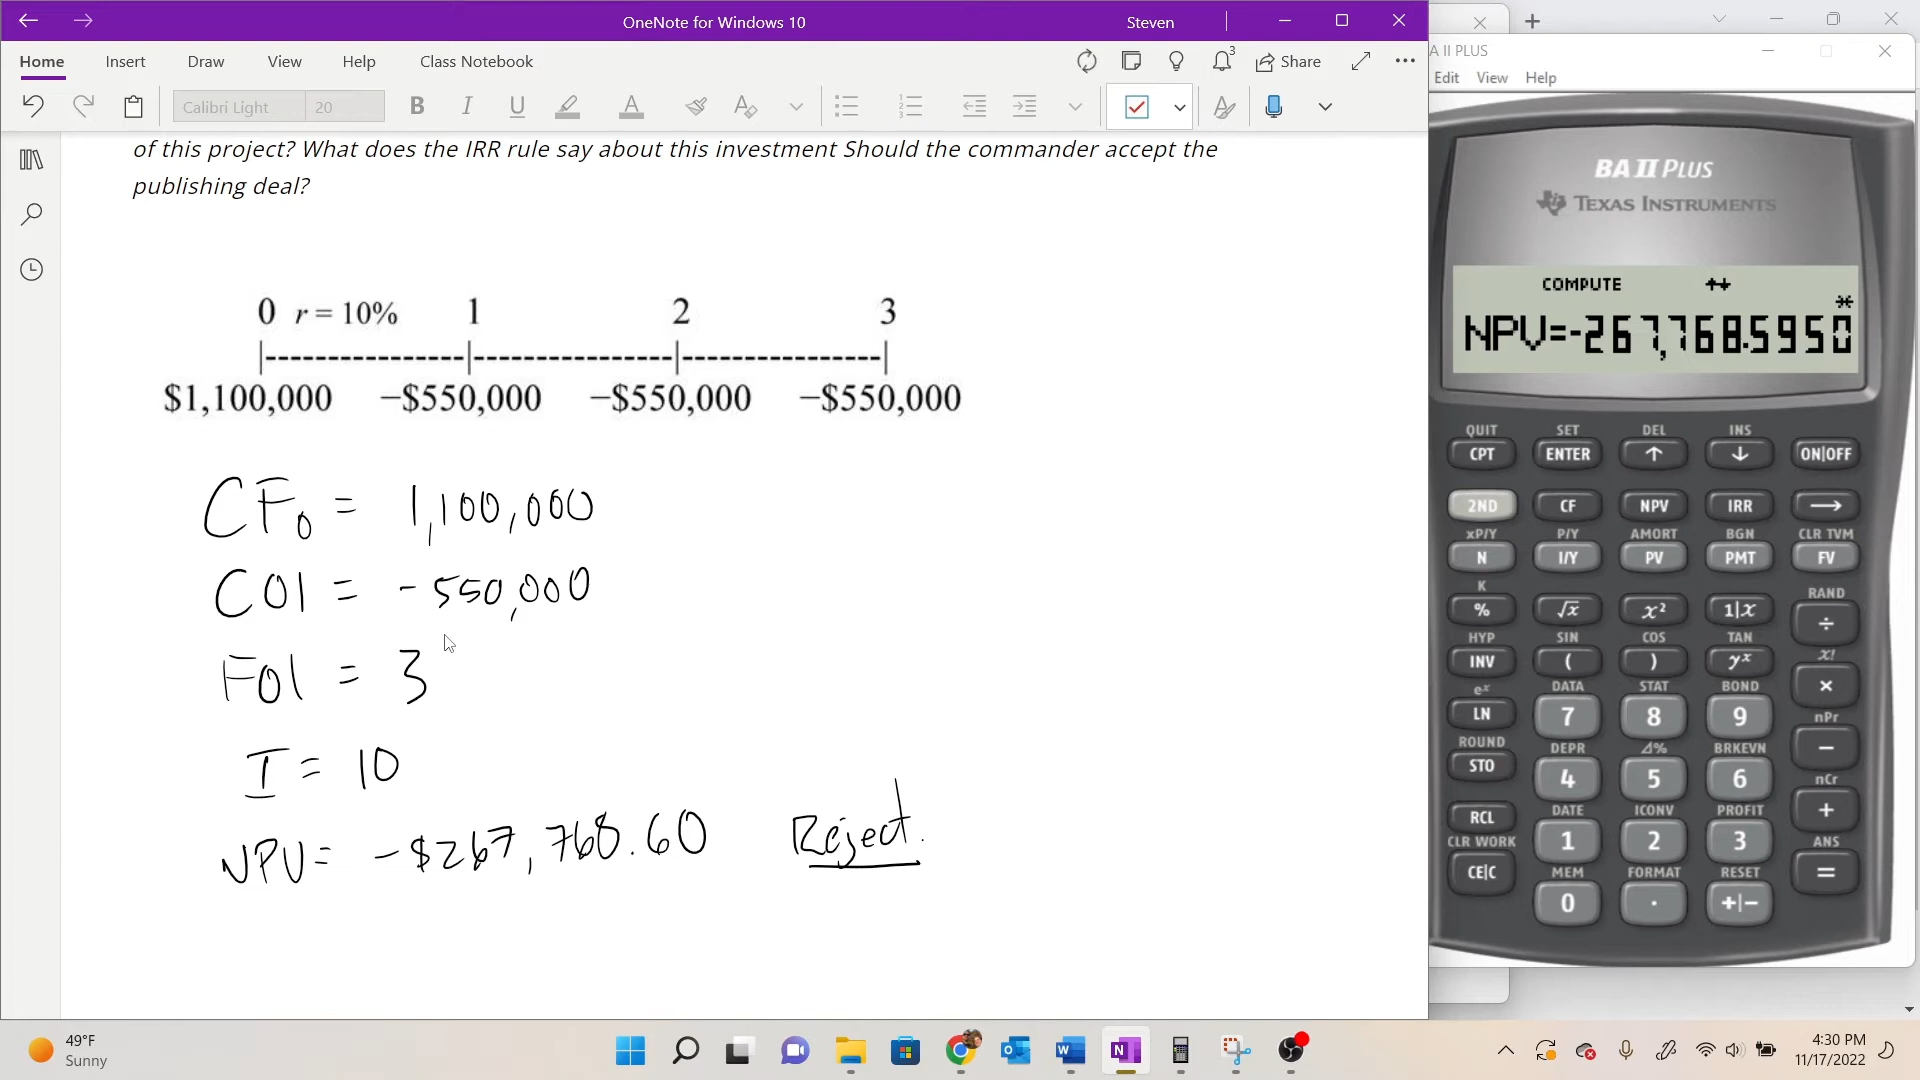 OneNote for Windows 10
Steven
Home Insert Draw View Help Class Notebook
3
Share
Calibri Light 20
B I U A
of this project? What does the IRR rule say about this investment Should the commander accept the
publishing deal?
0 r = 10% 1 2 3
|----------------|----------------|----------------|
$1,100,000 −$550,000 −$550,000 −$550,000
CF0 = 1,100,000
C01 = -550,000
F01 = 3
I = 10
NPV = -$267,768.60 Reject.
A II PLUS
Edit View Help
BA II PLUS
TEXAS INSTRUMENTS
COMPUTE
NPV=-267,768.5950
QUIT SET DEL INS
CPT ENTER ↑ ↓ ON|OFF
2ND CF NPV IRR →
xP/Y P/Y AMORT BGN CLR TVM
N I/Y PV PMT FV
K RAND
% √x x² 1|x ÷
HYP SIN COS TAN x!
INV ( ) yˣ ×
eˣ DATA STAT BOND nPr
LN 7 8 9 −
ROUND DEPR Δ% BRKEVN nCr
STO 4 5 6 +
DATE ICONV PROFIT ANS
RCL 1 2 3 =
CLR WORK MEM FORMAT RESET
CE|C 0 . +|−
49°F
Sunny
4:30 PM
11/17/2022